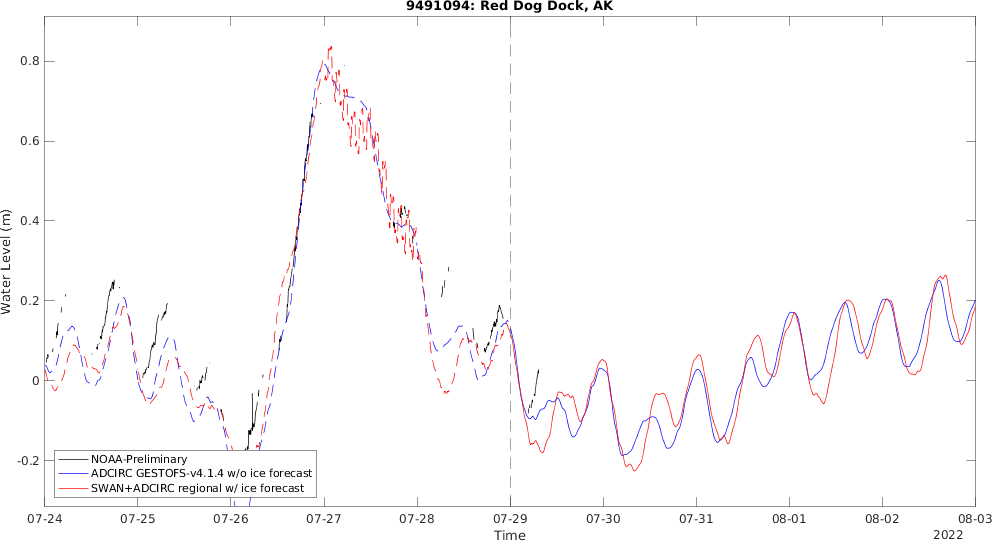 9491094: Red Dog Dock, AK
0.8
0.6
0.4
0.2
0
-0.2
Water Level (m)
NOAA-Preliminary
ADCIRC GESTOFS-v4.1.4 w/o ice forecast
SWAN+ADCIRC regional w/ ice forecast
07-24 07-25 07-26 07-27 07-28 07-29 07-30 07-31 08-01 08-02 08-03
Time
2022